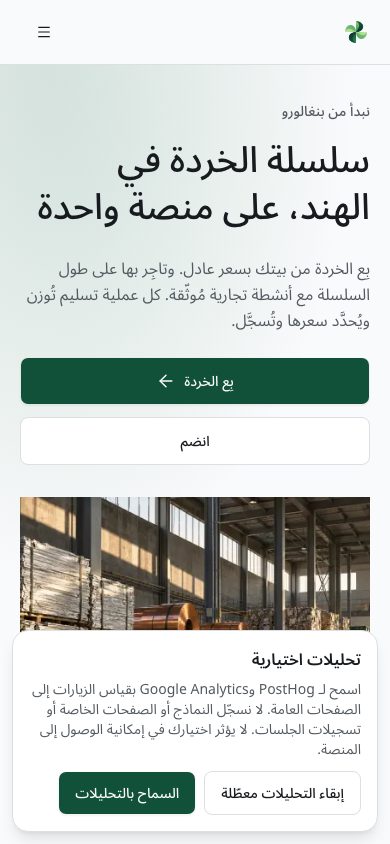 نبدأ من بنغالورو
سلسلة الخردة في
الهند، على منصة واحدة
بِع الخردة من بيتك بسعر عادل. وتاجِر بها على طول
السلسلة مع أنشطة تجارية مُوثّقة. كل عملية تسليم تُوزن
ويُحدَّد سعرها وتُسجَّل.
بِع الخردة
انضم
تحليلات اختيارية
اسمح لـ PostHog وGoogle Analytics بقياس الزيارات إلى
الصفحات العامة. لا نسجّل النماذج أو الصفحات الخاصة أو
تسجيلات الجلسات. لا يؤثر اختيارك في إمكانية الوصول إلى
المنصة.
إبقاء التحليلات معطّلة
السماح بالتحليلات